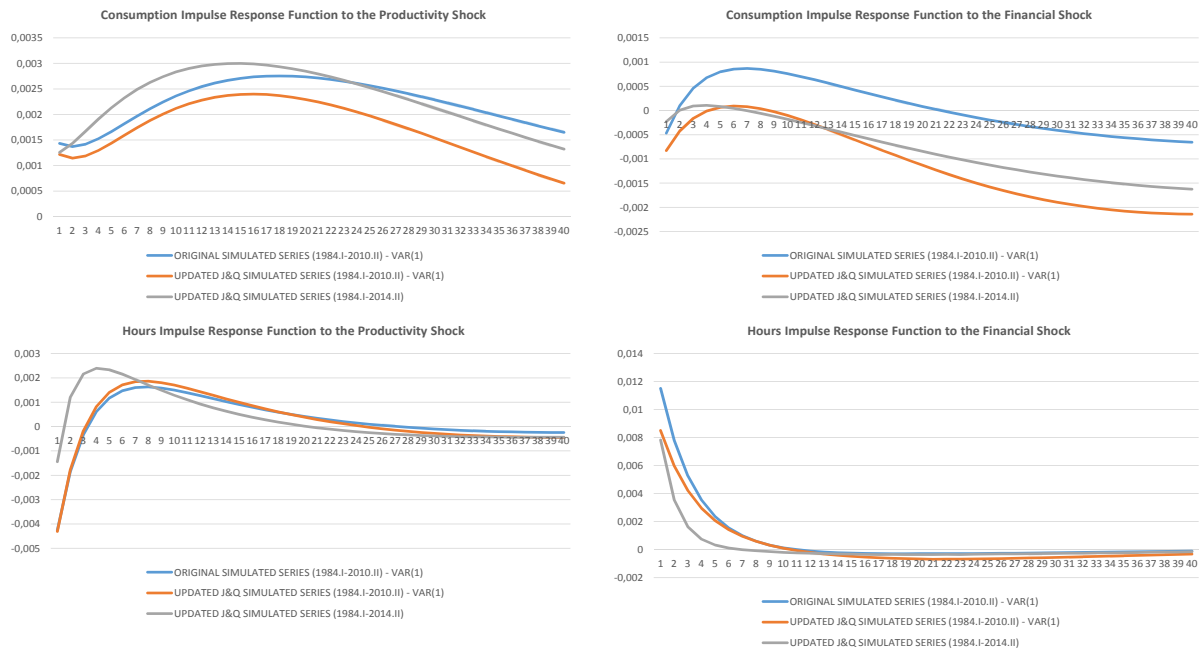 Consumption Impulse Response Function to the Productivity Shock
0,0035
0,003
0,0025
0,002
0,0015
0,001
0,0005
0
1 2 3 4 5 6 7 8 9 10 11 12 13 14 15 16 17 18 19 20 21 22 23 24 25 26 27 28 29 30 31 32 33 34 35 36 37 38 39 40
ORIGINAL SIMULATED SERIES (1984.I-2010.II) - VAR(1)
UPDATED J&Q SIMULATED SERIES (1984.I-2010.II) - VAR(1)
UPDATED J&Q SIMULATED SERIES (1984.I-2014.II)
Consumption Impulse Response Function to the Financial Shock
0,0015
0,001
0,0005
0
-0,0005
-0,001
-0,0015
-0,002
-0,0025
1 2 3 4 5 6 7 8 9 10 11 12 13 14 15 16 17 18 19 20 21 22 23 24 25 26 27 28 29 30 31 32 33 34 35 36 37 38 39 40
ORIGINAL SIMULATED SERIES (1984.I-2010.II) - VAR(1)
UPDATED J&Q SIMULATED SERIES (1984.I-2010.II) - VAR(1)
UPDATED J&Q SIMULATED SERIES (1984.I-2014.II)
Hours Impulse Response Function to the Productivity Shock
0,003
0,002
0,001
0
-0,001
-0,002
-0,003
-0,004
-0,005
1 2 3 4 5 6 7 8 9 10 11 12 13 14 15 16 17 18 19 20 21 22 23 24 25 26 27 28 29 30 31 32 33 34 35 36 37 38 39 40
ORIGINAL SIMULATED SERIES (1984.I-2010.II) - VAR(1)
UPDATED J&Q SIMULATED SERIES (1984.I-2010.II) - VAR(1)
UPDATED J&Q SIMULATED SERIES (1984.I-2014.II)
Hours Impulse Response Function to the Financial Shock
0,014
0,012
0,01
0,008
0,006
0,004
0,002
0
-0,002
1 2 3 4 5 6 7 8 9 10 11 12 13 14 15 16 17 18 19 20 21 22 23 24 25 26 27 28 29 30 31 32 33 34 35 36 37 38 39 40
ORIGINAL SIMULATED SERIES (1984.I-2010.II) - VAR(1)
UPDATED J&Q SIMULATED SERIES (1984.I-2010.II) - VAR(1)
UPDATED J&Q SIMULATED SERIES (1984.I-2014.II)